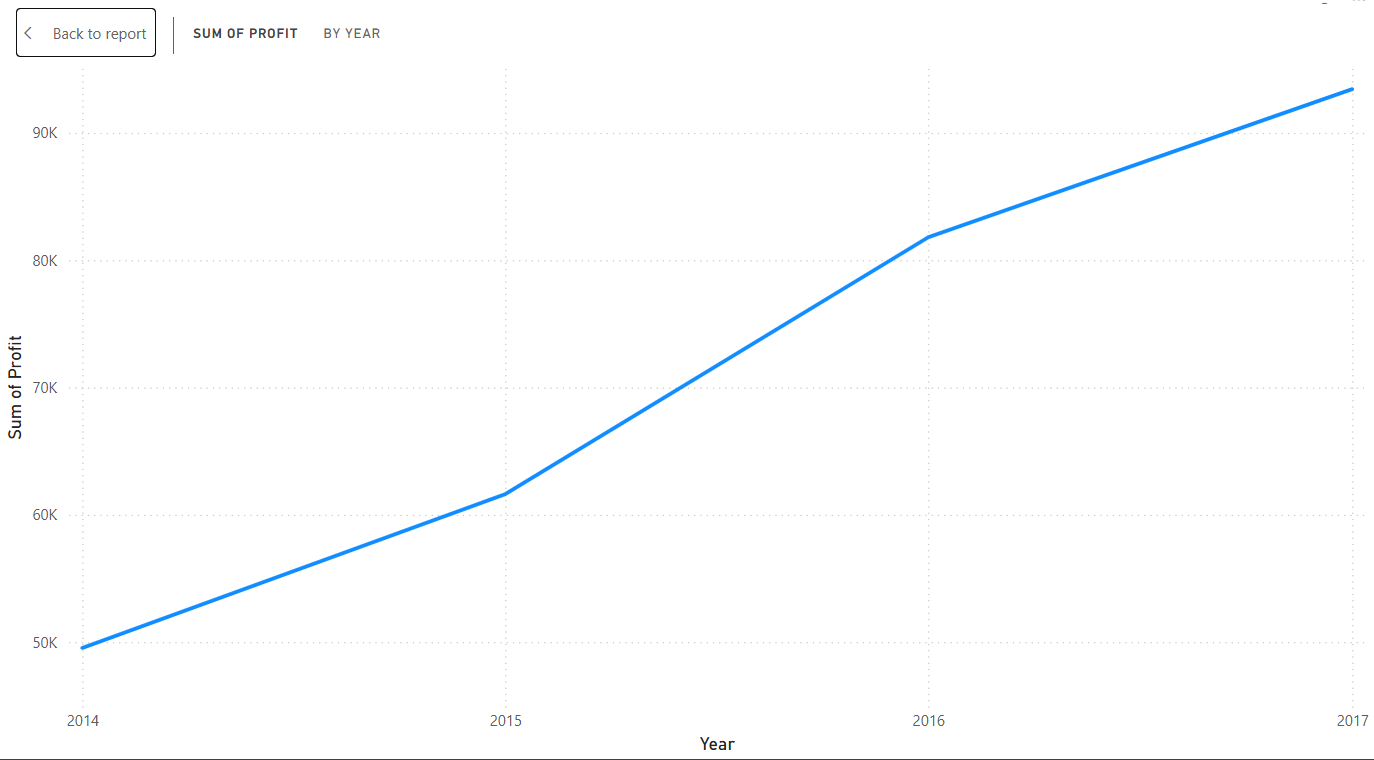 Back to report
SUM OF PROFIT BY YEAR
90K
80K
70K
60K
50K
Sum of Profit
2014 2015 2016 2017
Year